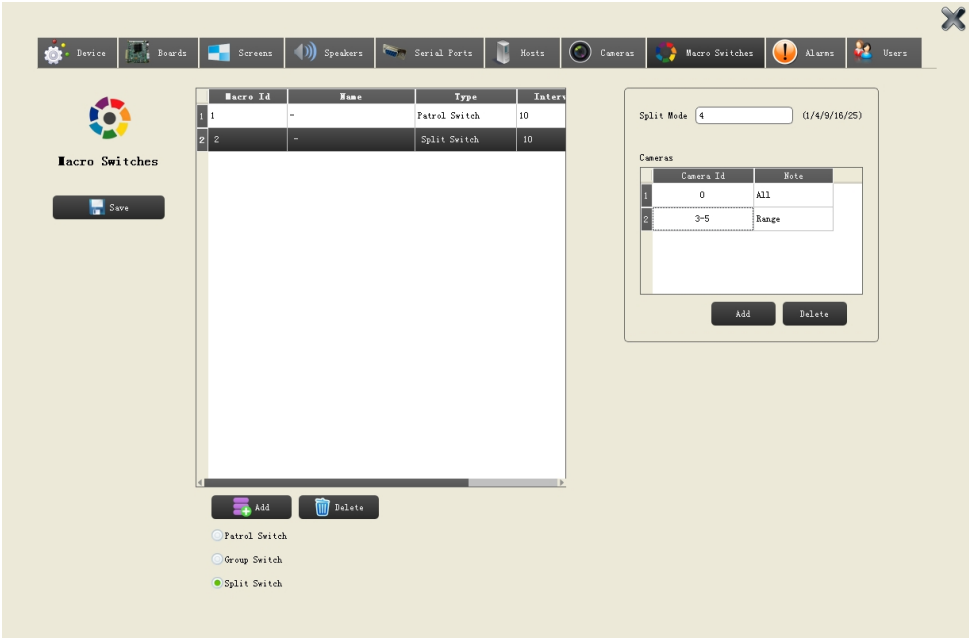 Device Boards Screens Speakers Serial Ports Hosts Cameras Macro Switches Alarms Users
Macro Switches
Save
Macro Id Name Type Interv
1 1 - Patrol Switch 10
2 2 - Split Switch 10
Add Delete
Patrol Switch
Group Switch
Split Switch
Split Mode 4 (1/4/9/16/25)
Cameras
Camera Id Note
1 0 All
2 3-5 Range
Add Delete